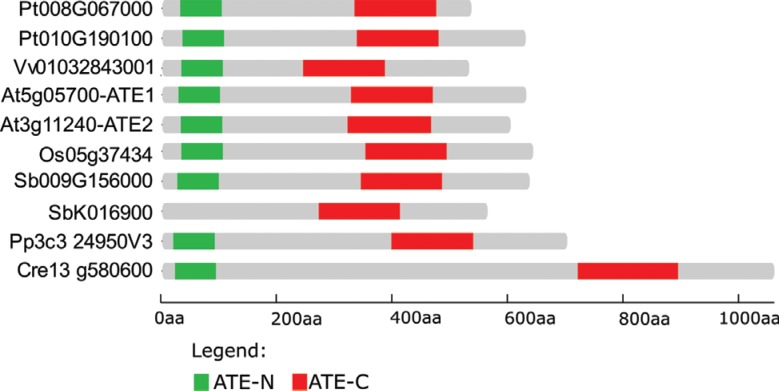 Pt008G067000
Pt010G190100
Vv01032843001
At5g05700-ATE1
At3g11240-ATE2
Os05g37434
Sb009G156000
SbK016900
Pp3c3 24950V3
Cre13 g580600
0aa 200aa 400aa 600aa 800aa 1000aa
Legend:
ATE-N ATE-C